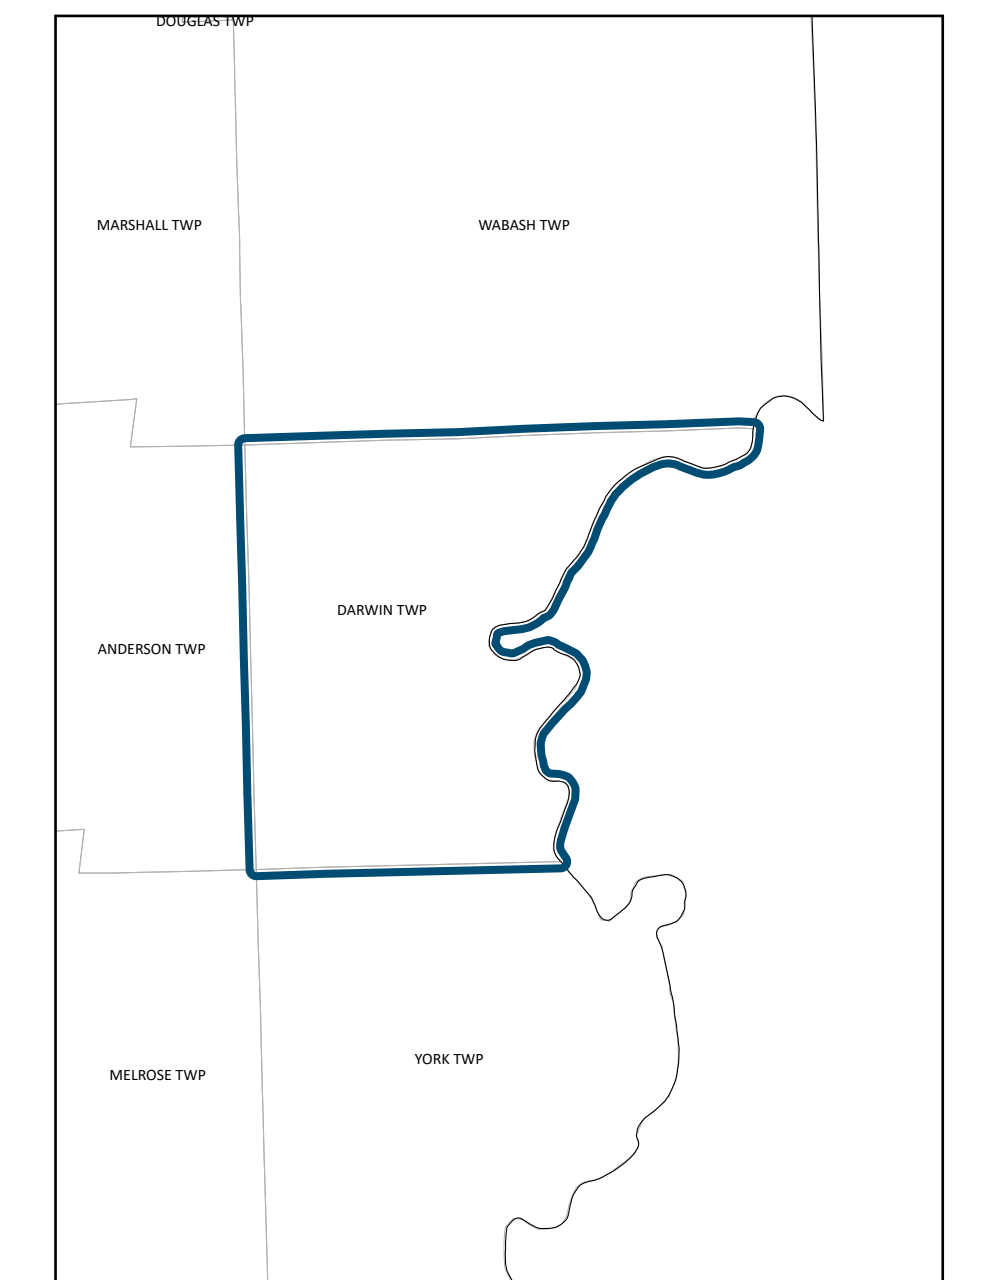 DOUGLAS TWP
MARSHALL TWP
WABASH TWP
DARWIN TWP
ANDERSON TWP
YORK TWP
MELROSE TWP